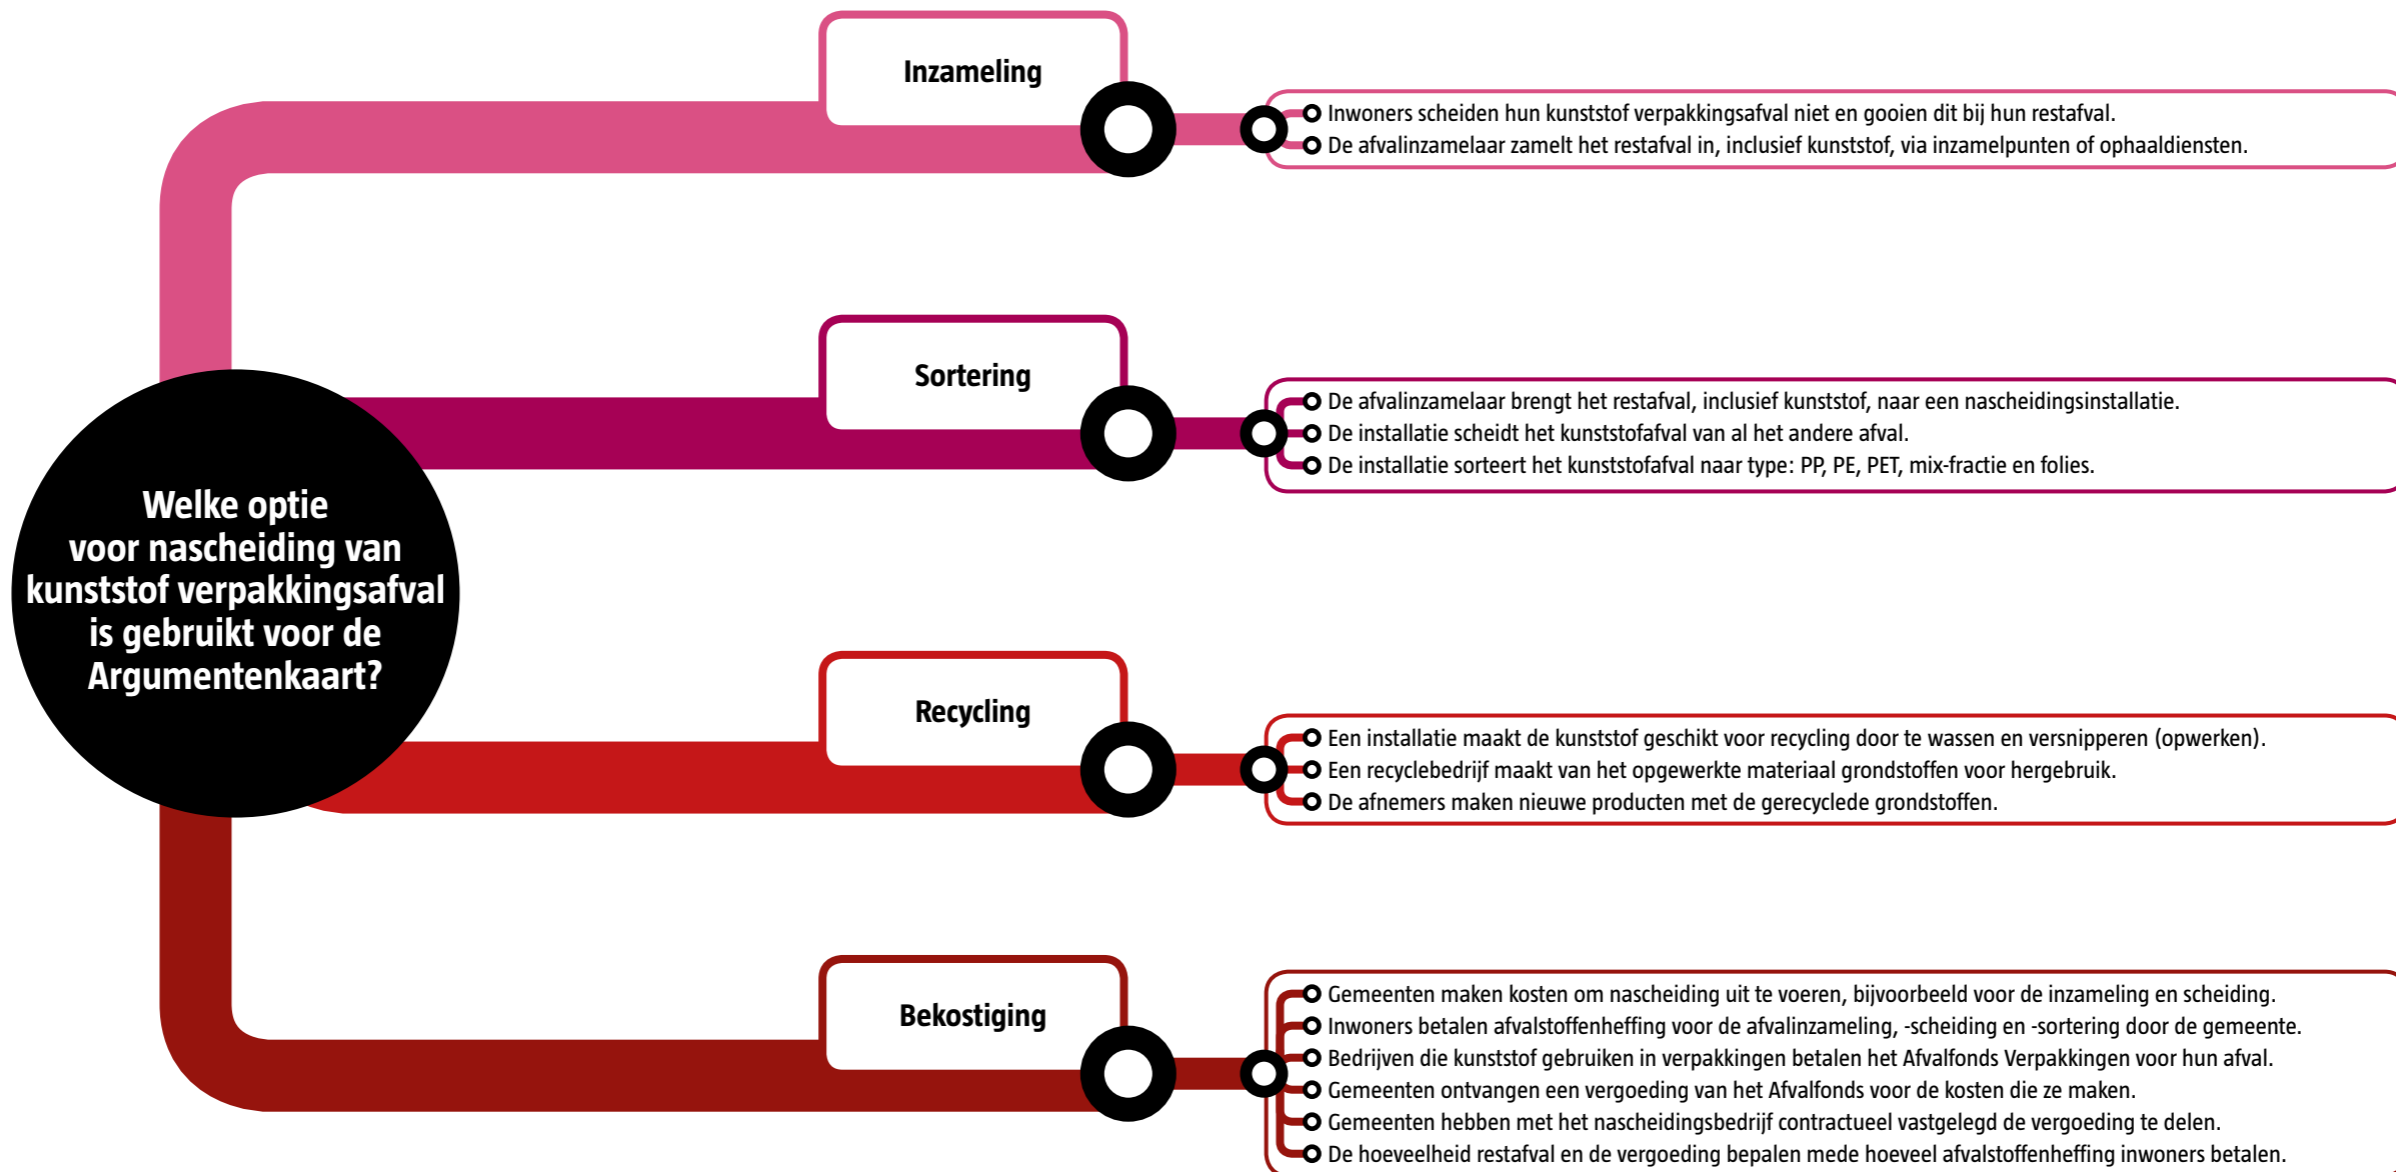 Welke optie
voor nascheiding van
kunststof verpakkingsafval
is gebruikt voor de
Argumentenkaart?
Inzameling
Inwoners scheiden hun kunststof verpakkingsafval niet en gooien dit bij hun restafval.
De afvalinzamelaar zamelt het restafval in, inclusief kunststof, via inzamelpunten of ophaaldiensten.
Sortering
De afvalinzamelaar brengt het restafval, inclusief kunststof, naar een nascheidingsinstallatie.
De installatie scheidt het kunststofafval van al het andere afval.
De installatie sorteert het kunststofafval naar type: PP, PE, PET, mix-fractie en folies.
Recycling
Een installatie maakt de kunststof geschikt voor recycling door te wassen en versnipperen (opwerken).
Een recyclebedrijf maakt van het opgewerkte materiaal grondstoffen voor hergebruik.
De afnemers maken nieuwe producten met de gerecyclede grondstoffen.
Bekostiging
Gemeenten maken kosten om nascheiding uit te voeren, bijvoorbeeld voor de inzameling en scheiding.
Inwoners betalen afvalstoffenheffing voor de afvalinzameling, -scheiding en -sortering door de gemeente.
Bedrijven die kunststof gebruiken in verpakkingen betalen het Afvalfonds Verpakkingen voor hun afval.
Gemeenten ontvangen een vergoeding van het Afvalfonds voor de kosten die ze maken.
Gemeenten hebben met het nascheidingsbedrijf contractueel vastgelegd de vergoeding te delen.
De hoeveelheid restafval en de vergoeding bepalen mede hoeveel afvalstoffenheffing inwoners betalen.